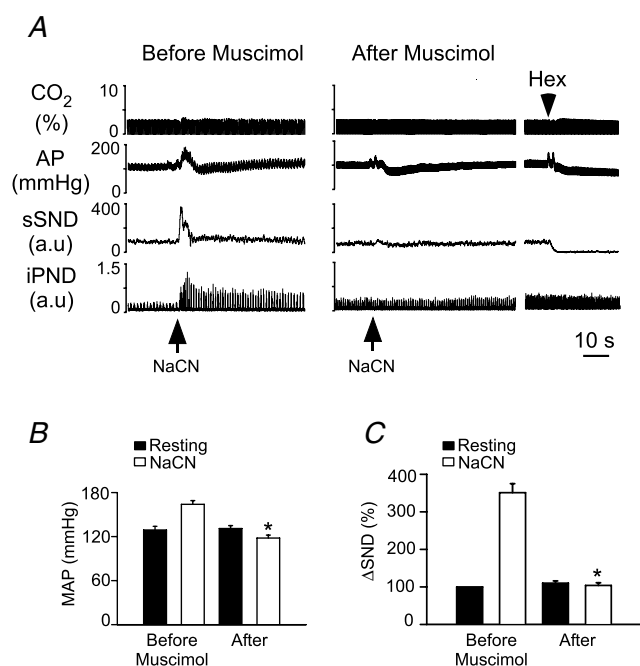 A
Before Muscimol
After Muscimol
Hex
CO2
(%)
10
0
AP
(mmHg)
200
0
sSND
(a.u)
400
0
iPND
(a.u)
1.5
0
NaCN
NaCN
10 s
B
Resting
NaCN
MAP (mmHg)
180
120
60
0
*
Before
Muscimol
After
C
Resting
NaCN
ΔSND (%)
400
300
200
100
0
*
Before
Muscimol
After